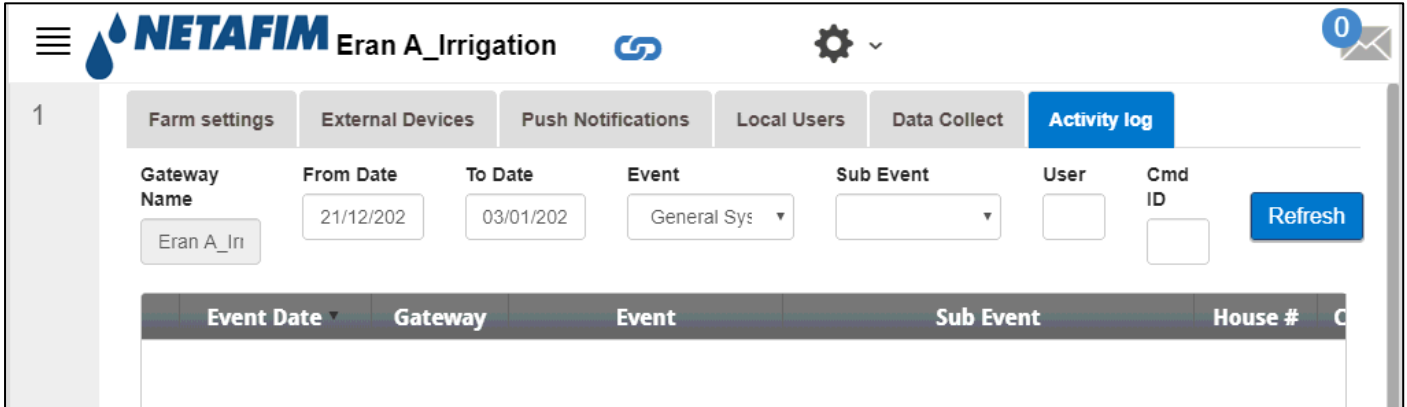 NETAFIM Eran A_Irrigation 0
1
Farm settings External Devices Push Notifications Local Users Data Collect Activity log
Gateway Name From Date To Date Event Sub Event User Cmd ID
Eran A_Irr 21/12/202 03/01/202 General Sys Refresh
Event Date Gateway Event Sub Event House # C